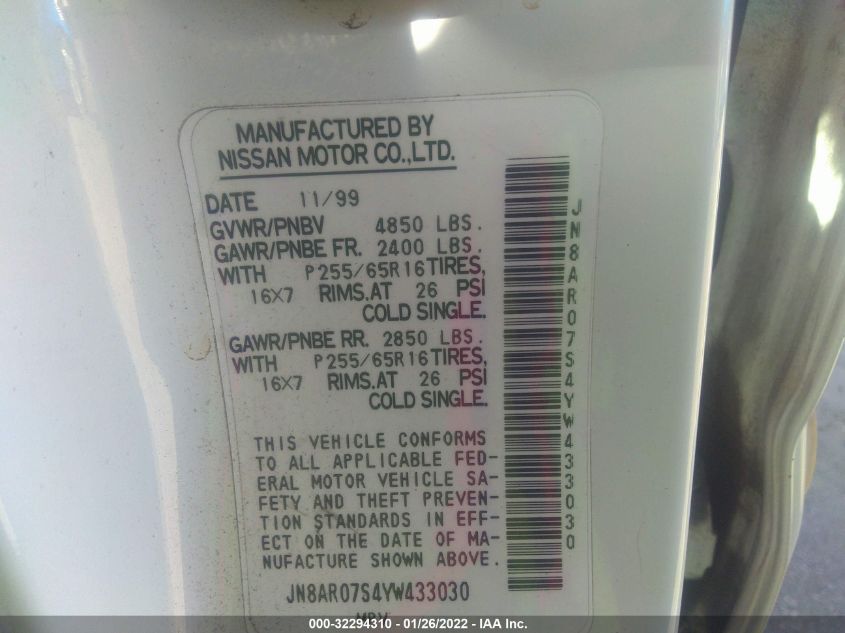 MANUFACTURED BY
NISSAN MOTOR CO.,LTD.
DATE 11/99
GVWR/PNBV 4850 LBS.
GAWR/PNBE FR. 2400 LBS.
WITH P255/65R16TIRES,
16X7 RIMS.AT 26 PSI
COLD SINGLE.
GAWR/PNBE RR. 2850 LBS.
WITH P255/65R16TIRES,
16X7 RIMS.AT 26 PSI
COLD SINGLE.
THIS VEHICLE CONFORMS
TO ALL APPLICABLE FED-
ERAL MOTOR VEHICLE SA-
FETY AND THEFT PREVEN-
TION STANDARDS IN EFF-
ECT ON THE DATE OF MA-
NUFACTURE SHOWN ABOVE.
JN8AR07S4YW433030
JN8AR07S4YW433030
000-32294310 - 01/26/2022 - IAA Inc.